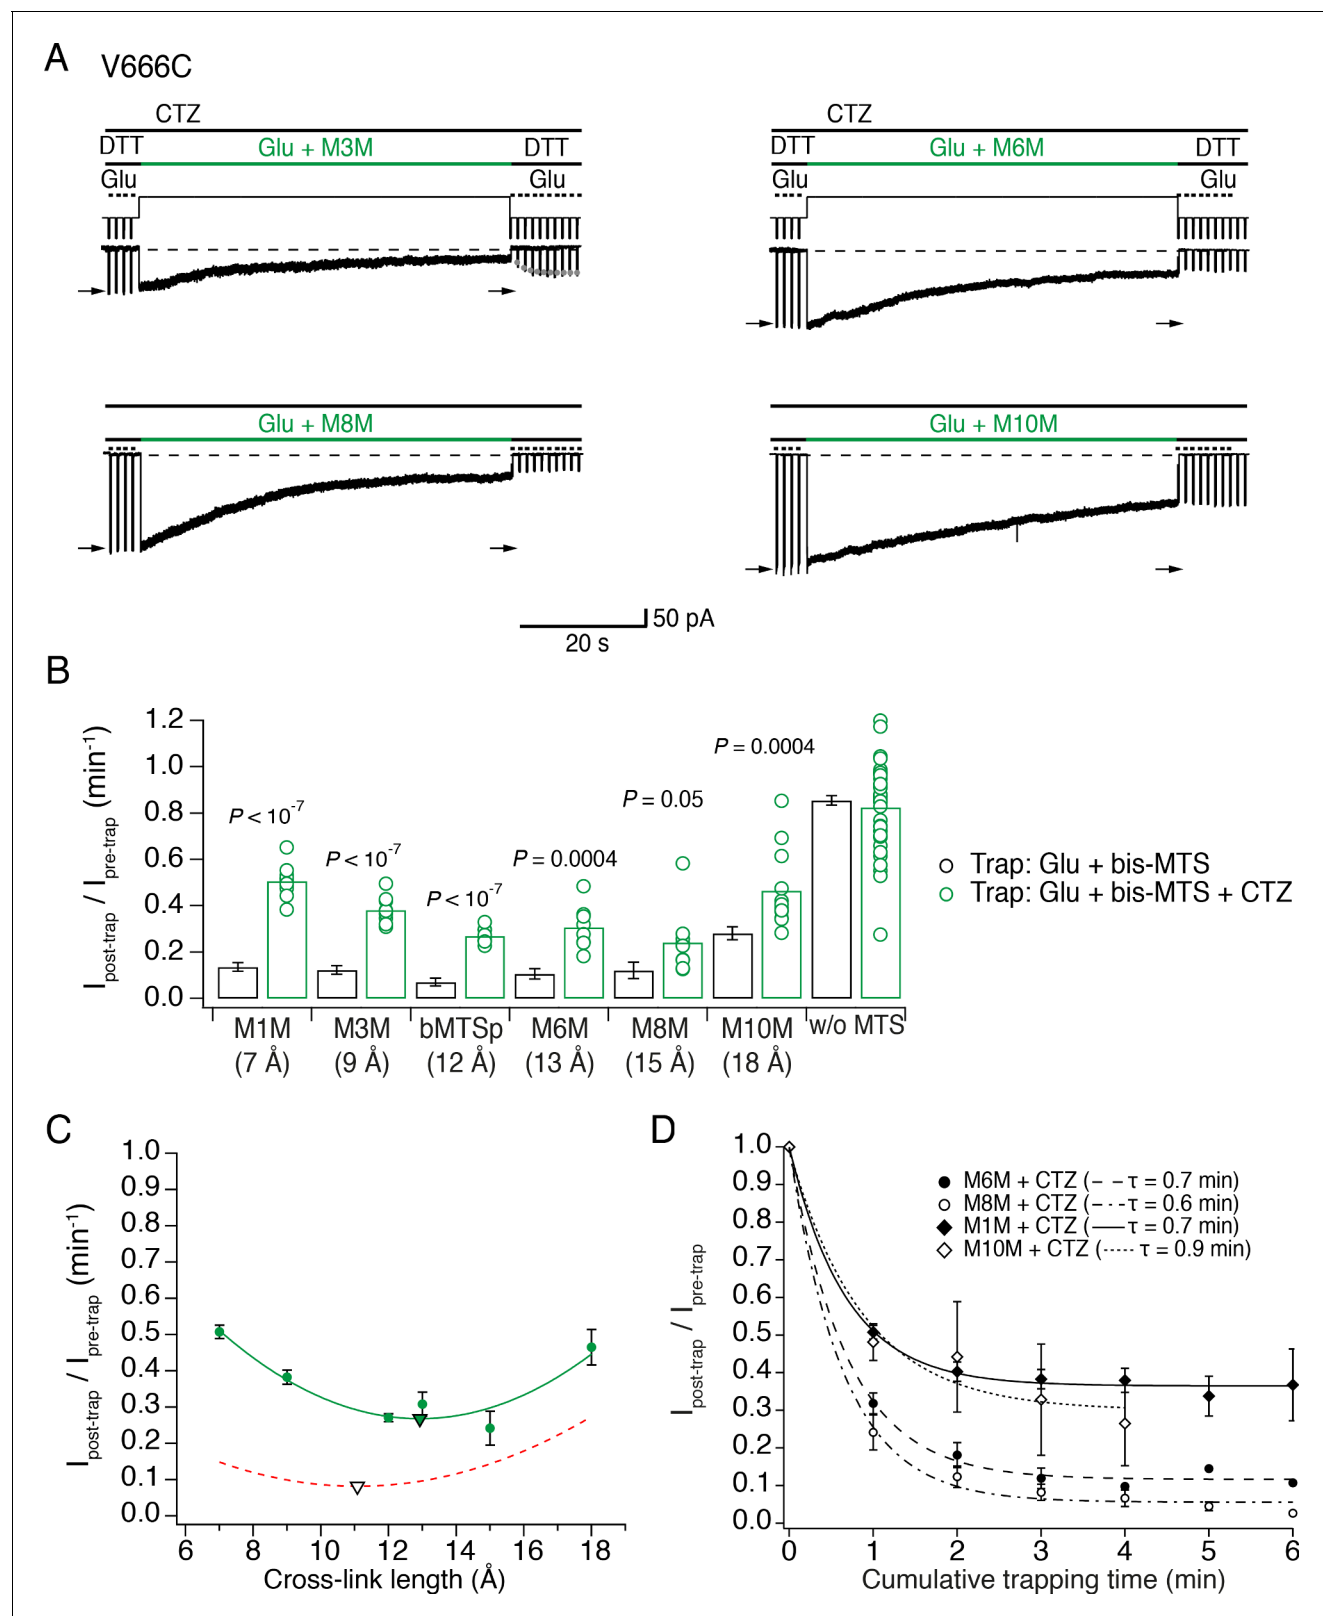 A
V666C
CTZ
DTT Glu + M3M DTT
Glu Glu
CTZ
DTT Glu + M6M DTT
Glu Glu
Glu + M8M
Glu + M10M
50 pA
20 s
B
I post-trap / I pre-trap (min-1)
1.2
1.0
0.8
0.6
0.4
0.2
0.0
P < 10-7
P < 10-7
P < 10-7
P = 0.0004
P = 0.05
P = 0.0004
Trap: Glu + bis-MTS
Trap: Glu + bis-MTS + CTZ
M1M M3M bMTSp M6M M8M M10M w/o MTS
(7 Å) (9 Å) (12 Å) (13 Å) (15 Å) (18 Å)
C
I post-trap / I pre-trap (min-1)
1.0
0.9
0.8
0.7
0.6
0.5
0.4
0.3
0.2
0.1
0.0
6 8 10 12 14 16 18
Cross-link length (Å)
D
I post-trap / I pre-trap
1.0
0.9
0.8
0.7
0.6
0.5
0.4
0.3
0.2
0.1
0.0
M6M + CTZ ( τ = 0.7 min)
M8M + CTZ ( τ = 0.6 min)
M1M + CTZ ( τ = 0.7 min)
M10M + CTZ ( τ = 0.9 min)
0 1 2 3 4 5 6
Cumulative trapping time (min)